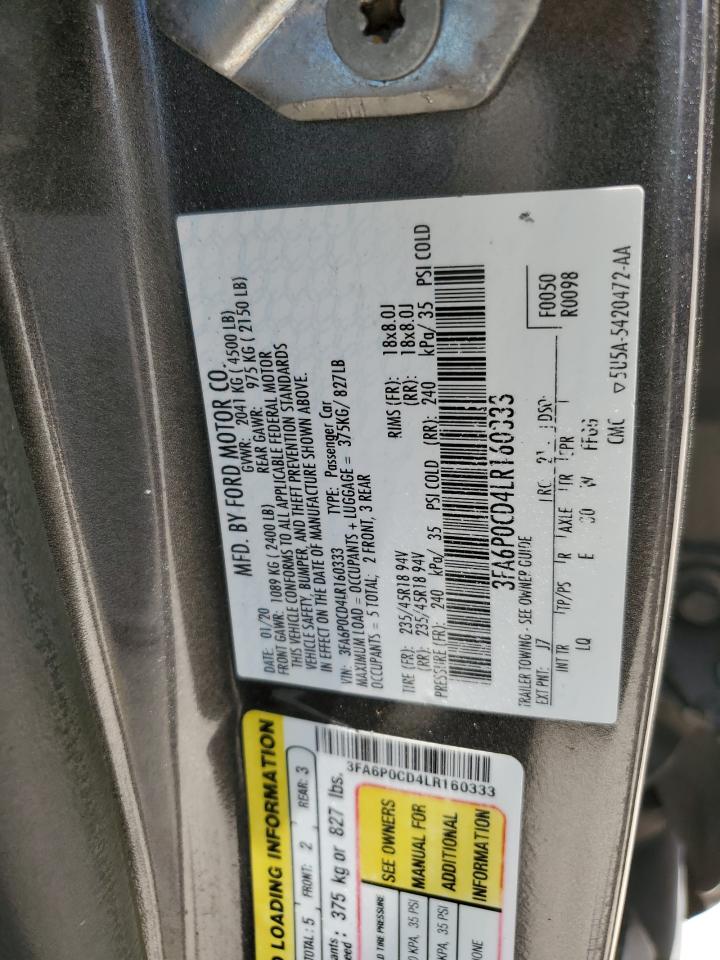 MFD. BY FORD MOTOR CO.
DATE: 01/20 GVWR: 2041 KG ( 4500 LB)
FRONT GAWR: 1089 KG ( 2400 LB) REAR GAWR: 975 KG ( 2150 LB)
THIS VEHICLE CONFORMS TO ALL APPLICABLE FEDERAL MOTOR
VEHICLE SAFETY, BUMPER, AND THEFT PREVENTION STANDARDS
IN EFFECT ON THE DATE OF MANUFACTURE SHOWN ABOVE.
VIN: 3FA6P0CD4LR160333 TYPE: Passenger Car
MAXIMUM LOAD = OCCUPANTS + LUGGAGE = 375KG/ 827LB
OCCUPANTS = 5 TOTAL; 2 FRONT, 3 REAR
TIRE (FR): 235/45R18 94V RIMS (FR): 18x8.0J
(RR): 235/45R18 94V (RR): 18x8.0J
PRESSURE (FR): 240 kPa/ 35 PSI COLD (RR): 240 kPa/ 35 PSI COLD
3FA6P0CD4LR160333
TRAILER TOWING - SEE OWNER GUIDE
EXT PNT: J7 F0050
R0098
INT TR TP/PS R AXLE TR
LQ E
CMC 5U5A-5420472-AA
LOADING INFORMATION
TOTAL: 5 FRONT: 2 REAR: 3
375 kg or 827 lbs.
3FA6P0CD4LR160333
TIRE PRESSURE
KPA, 35 PSI
KPA, 35 PSI
SEE OWNERS
MANUAL FOR
ADDITIONAL
INFORMATION